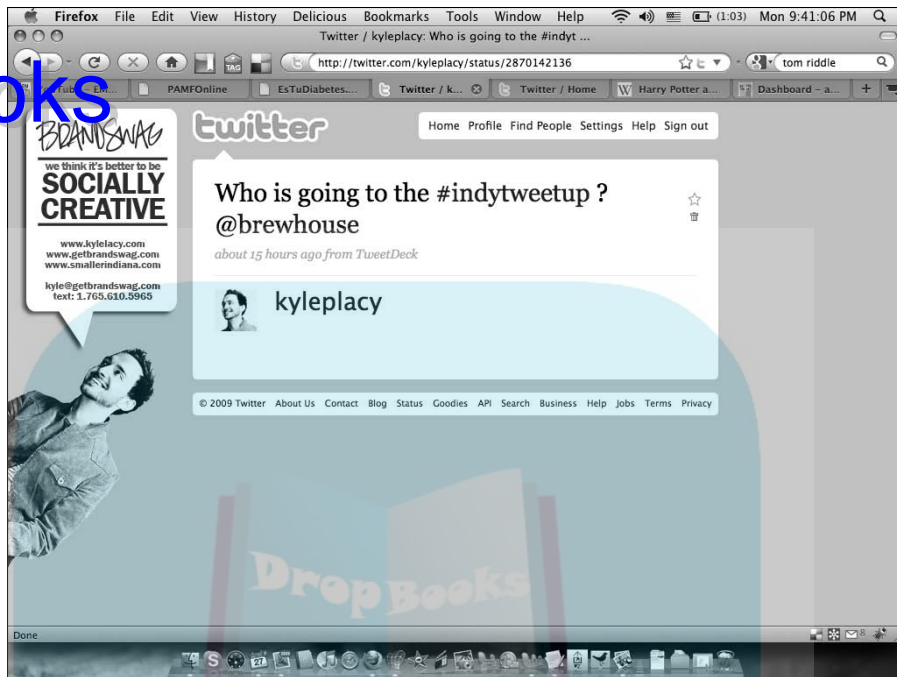 Firefox File Edit View History Delicious Bookmarks Tools Window Help (1:03) Mon 9:41:06 PM
Twitter / kyleplacy: Who is going to the #indyt ...
TAG http://twitter.com/kyleplacy/status/2870142136 tom riddle
PAMFOnline EsTuDiabetes.... Twitter / k... Twitter / Home Harry Potter a... Dashboard – a...
oks
BRANDSWAG
we think it's better to be
SOCIALLY
CREATIVE
www.kylelacy.com
www.getbrandswag.com
www.smallerindiana.com
kyle@getbrandswag.com
text: 1.765.610.5965
twitter
Home Profile Find People Settings Help Sign out
Who is going to the #indytweetup ?
@brewhouse
about 15 hours ago from TweetDeck
kyleplacy
© 2009 Twitter About Us Contact Blog Status Goodies API Search Business Help Jobs Terms Privacy
DropBooks
Done 8